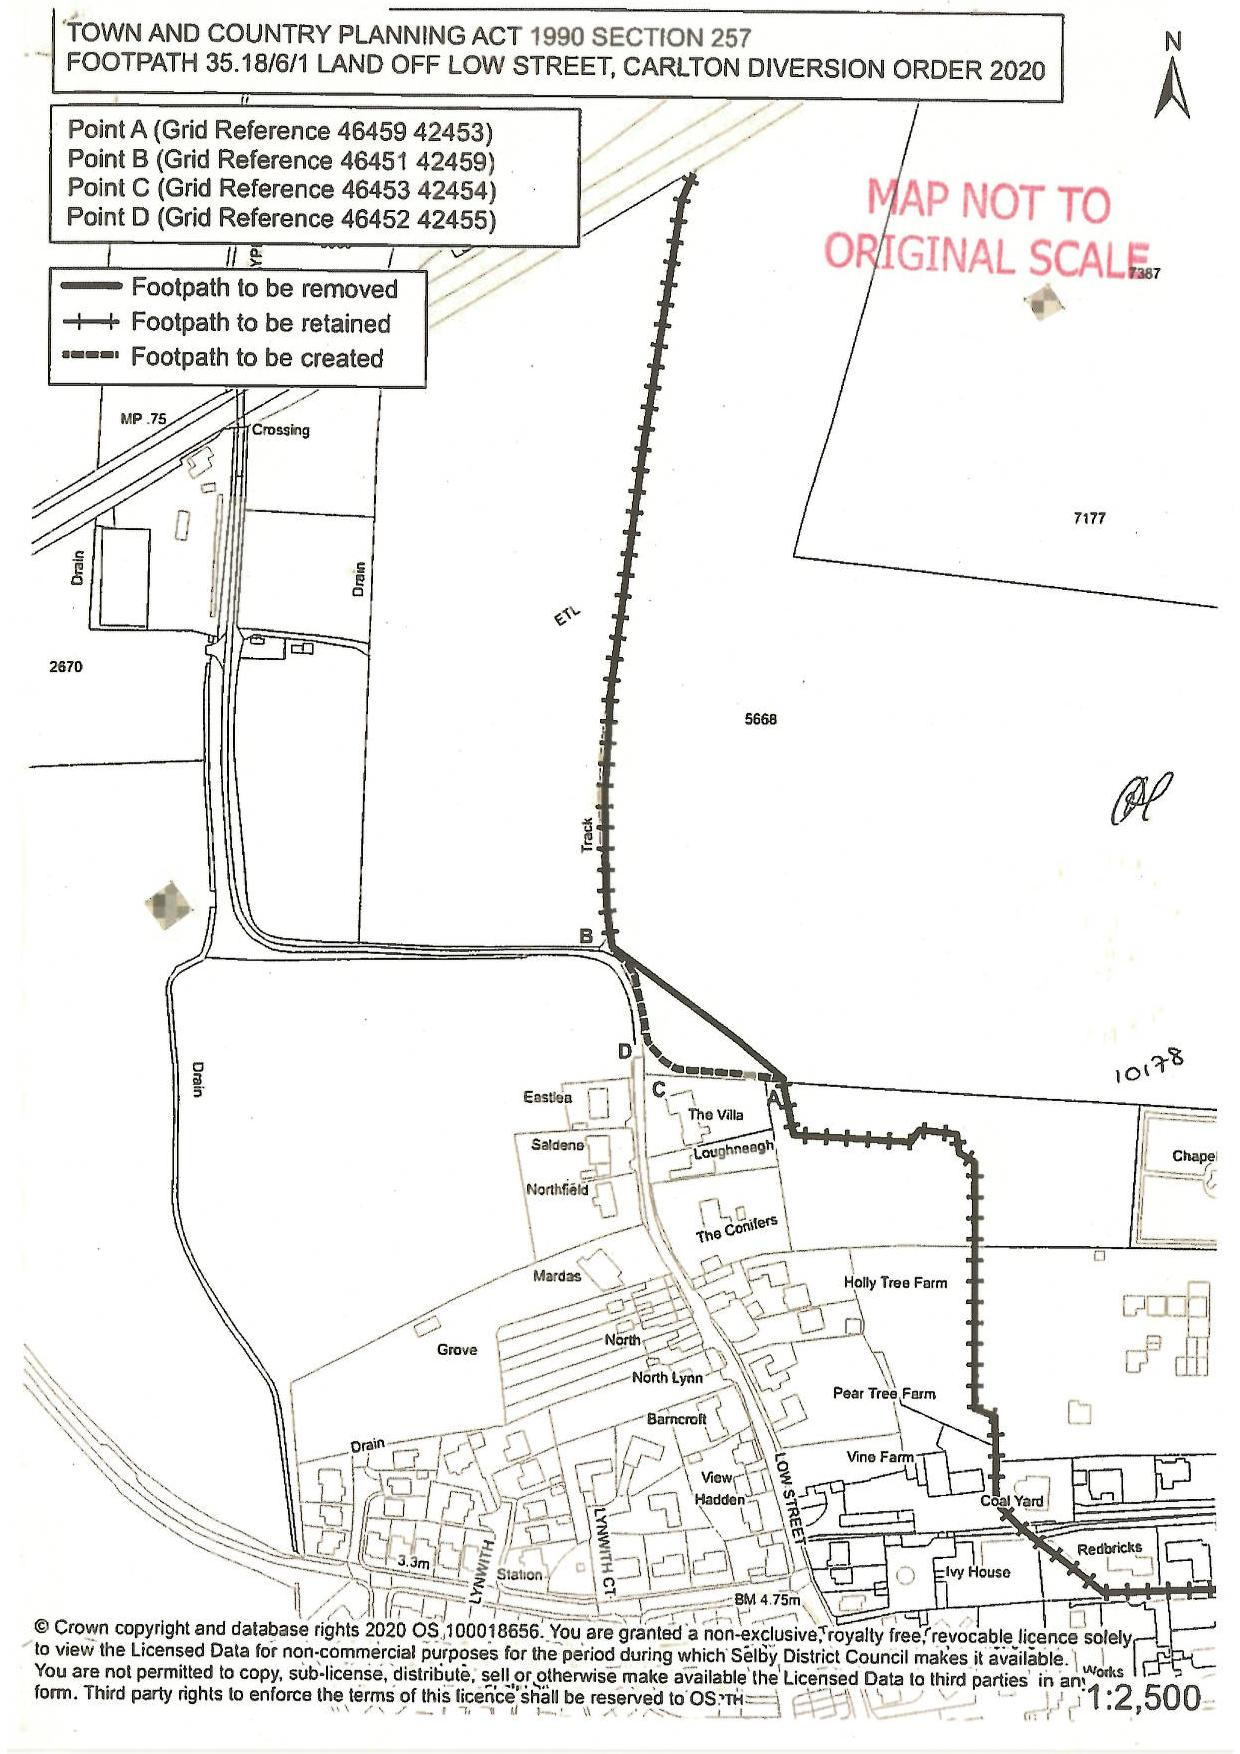 TOWN AND COUNTRY PLANNING ACT 1990 SECTION 257
FOOTPATH 35.18/6/1 LAND OFF LOW STREET, CARLTON DIVERSION ORDER 2020
N
Point A (Grid Reference 46459 42453)
Point B (Grid Reference 46451 42459)
Point C (Grid Reference 46453 42454)
Point D (Grid Reference 46452 42455)
MAP NOT TO
ORIGINAL SCALE
7387
Footpath to be removed
Footpath to be retained
Footpath to be created
MP .75
Crossing
7177
Drain
Drain
ETL
2670
5668
Track
B
10178
D
Drain
C
A
Eastlea
The Villa
Saldene
Loughneagh
Chapel
Northfield
The Conifers
Mardas
Holly Tree Farm
North
Grove
North Lynn
Pear Tree Farm
Barncroft
Drain
Vine Farm
View
Hadden
LOW STREET
Coal Yard
LYNWITH CT
LYNWITH
Redbricks
3.3m
Station
Ivy House
BM 4.75m
© Crown copyright and database rights 2020 OS 100018656. You are granted a non-exclusive, royalty free, revocable licence solely
to view the Licensed Data for non-commercial purposes for the period during which Selby District Council makes it available.
You are not permitted to copy, sub-license, distribute, sell or otherwise make available the Licensed Data to third parties in any
form. Third party rights to enforce the terms of this licence shall be reserved to OS.
Works
1:2,500